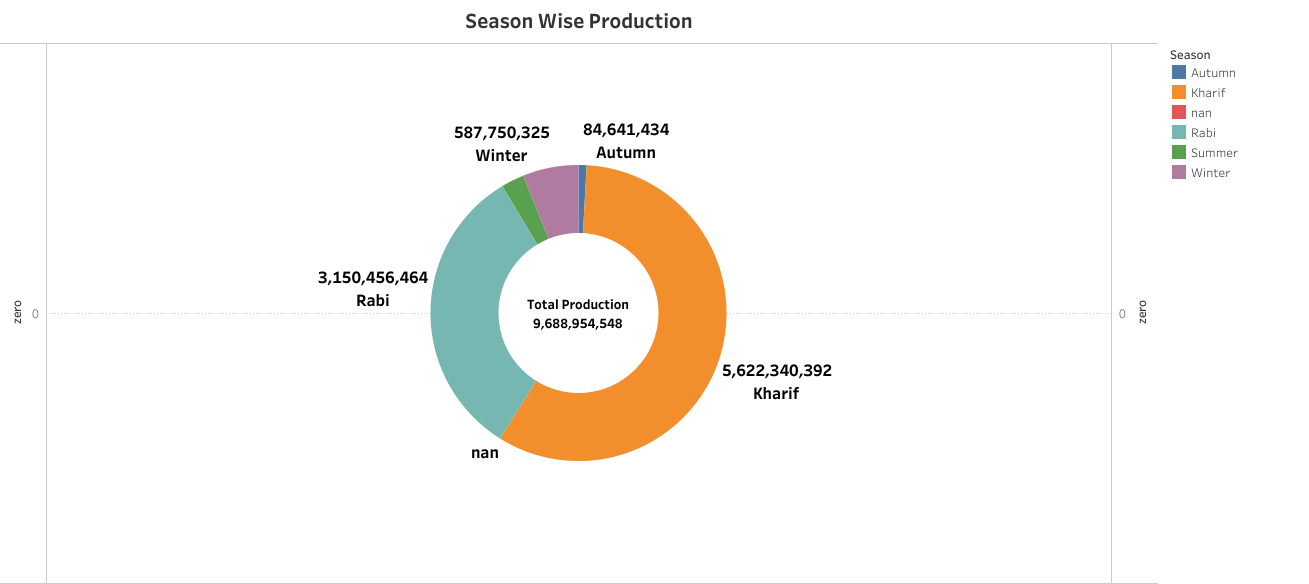 Season Wise Production
Season
Autumn
Kharif
nan
Rabi
Summer
Winter
587,750,325
Winter
84,641,434
Autumn
3,150,456,464
Rabi
Total Production
9,688,954,548
5,622,340,392
Kharif
nan
zero
0
0
zero